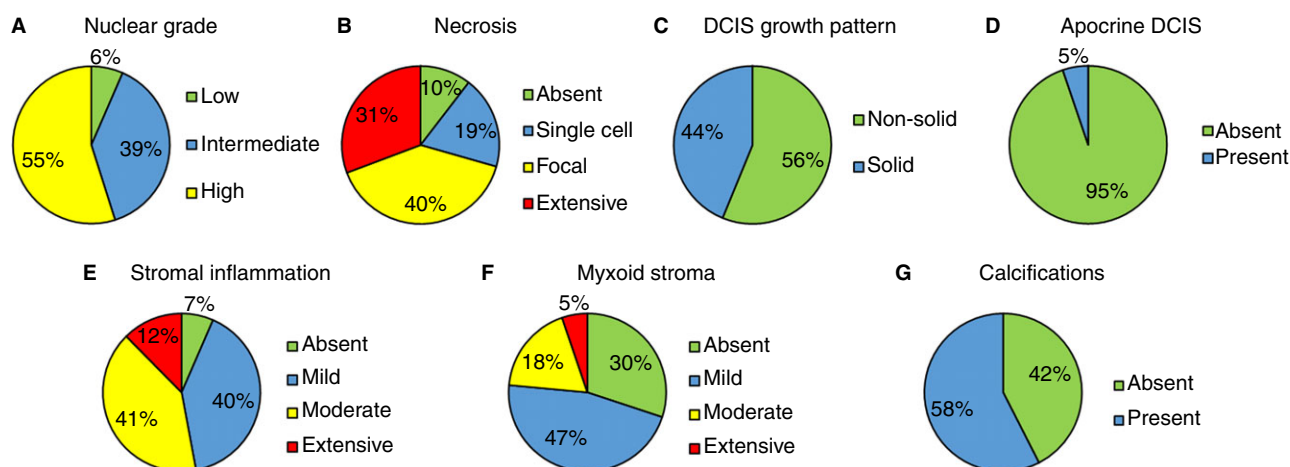 A Nuclear grade
6%
39%
55%
Low
Intermediate
High
B Necrosis
10%
19%
40%
31%
Absent
Single cell
Focal
Extensive
C DCIS growth pattern
44%
56%
Non-solid
Solid
D Apocrine DCIS
5%
95%
Absent
Present
E Stromal inflammation
7%
12%
40%
41%
Absent
Mild
Moderate
Extensive
F Myxoid stroma
5%
18%
30%
47%
Absent
Mild
Moderate
Extensive
G Calcifications
42%
58%
Absent
Present